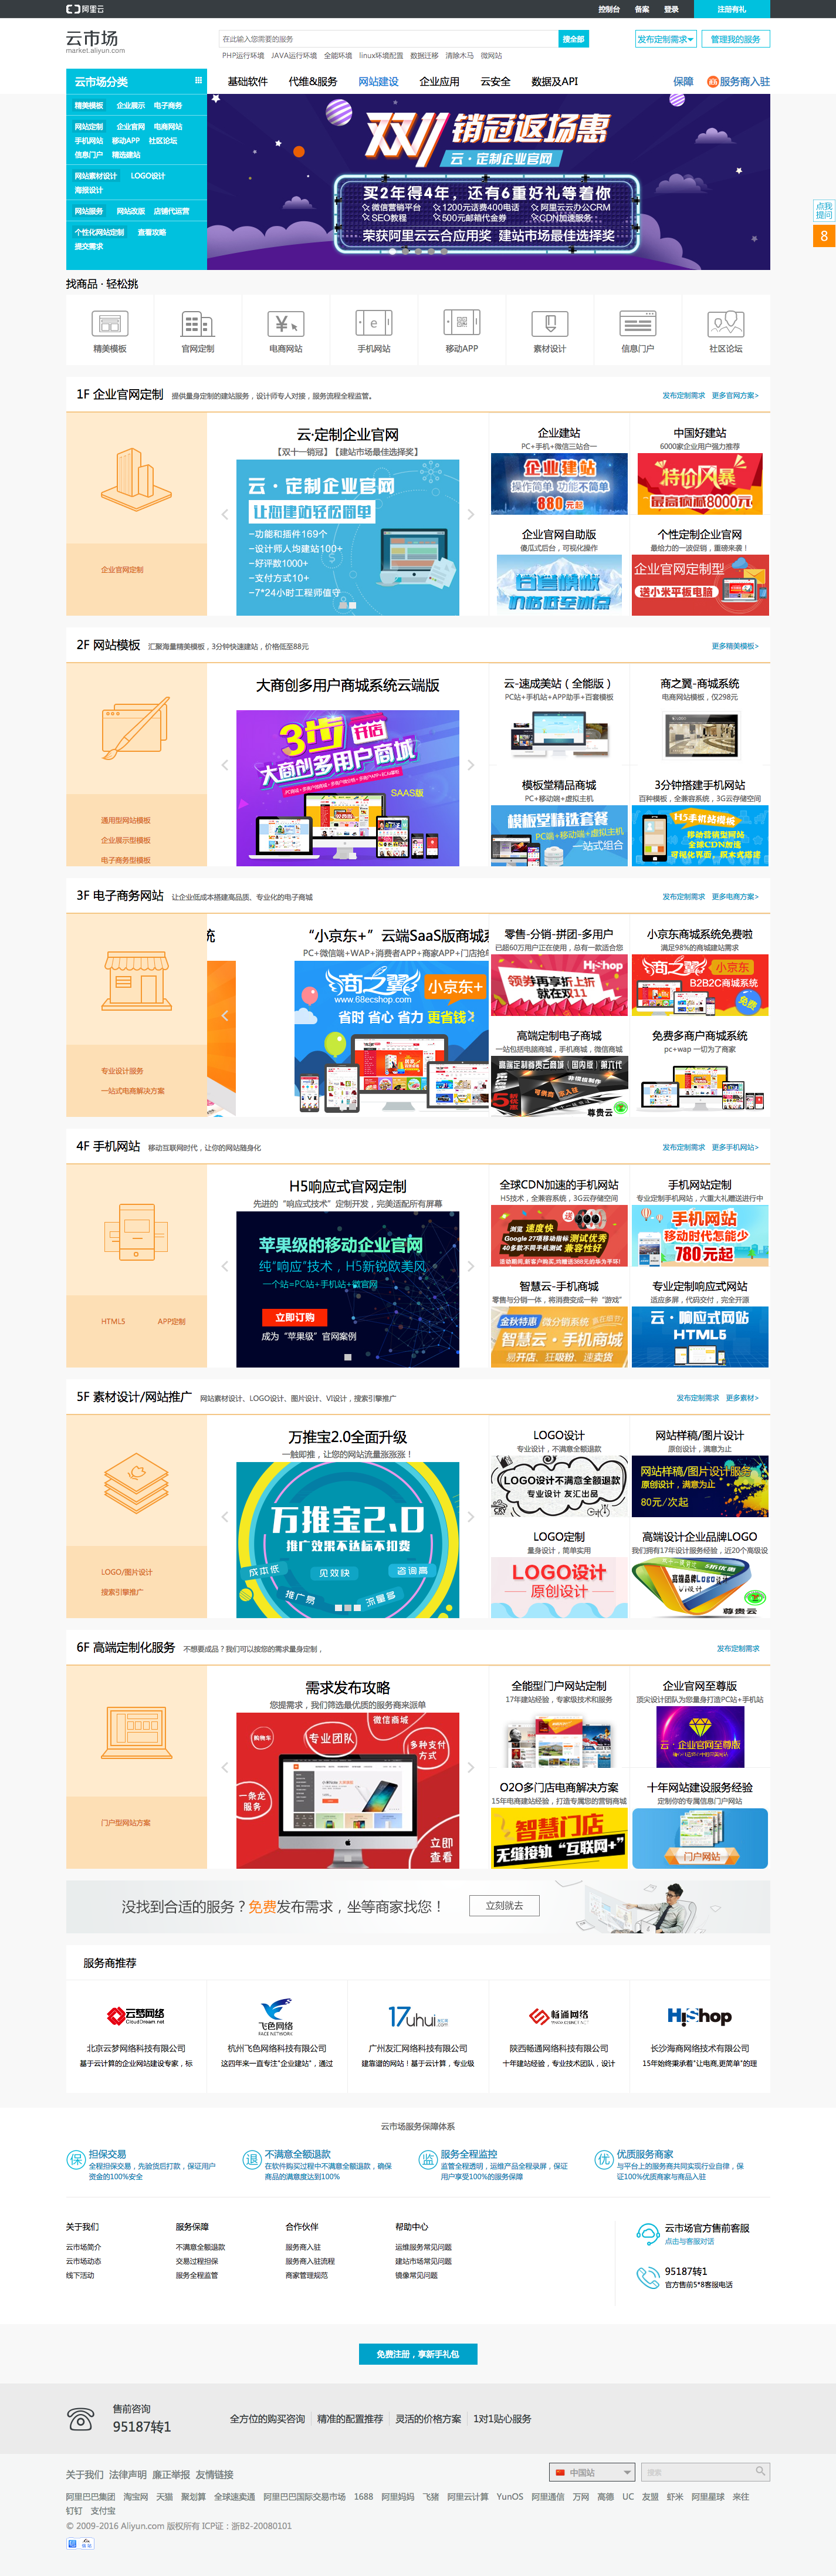 阿里云
控制台 备案 登录 注册有礼
云市场
market.aliyun.com
在此输入您需要的服务
搜全部
发布定制需求
管理我的服务
PHP运行环境 JAVA运行环境 全能环境 linux环境配置 数据迁移 清除木马 微网站
云市场分类
基础软件 代维&服务 网站建设 企业应用 云安全 数据及API
保障 服务商入驻
精美模板 企业展示 电子商务
网站定制 企业官网 电商网站
手机网站 移动APP 社区论坛
信息门户 精选建站
网站素材设计 LOGO设计
海报设计
网站服务 网站改版 店铺代运营
个性化网站定制 查看攻略
提交需求
双11 销冠返场惠
云·定制企业官网
买2年得4年，还有6重好礼等着你
微信营销平台 1200元话费400电话 阿里云云办公CRM
SEO教程 500元邮箱代金券 CDN加速服务
荣获阿里云云合应用奖 建站市场最佳选择奖
点我
提问
8
找商品 · 轻松挑
精美模板 官网定制 电商网站 手机网站 移动APP 素材设计 信息门户 社区论坛
1F 企业官网定制 提供量身定制的建站服务，设计师专人对接，服务流程全程监管。
发布定制需求 更多官网方案>
企业官网定制
云·定制企业官网
【双十一销冠】【建站市场最佳选择奖】
云·定制企业官网
让您建站轻松简单
-功能和插件169个
-设计师人均建站100+
-好评数1000+
-支付方式10+
-7*24小时工程师值守
企业建站
PC+手机+微信三站合一
企业建站
操作简单 功能不简单
880元起
中国好建站
6000家企业用户强力推荐
特价风暴
最高疯减8000元
企业官网自助版
傻瓜式后台，可视化操作
自营模板
价格低至冰点
个性定制企业官网
最给力的一波促销，重磅来袭！
企业官网定制型
送小米平板电脑
2F 网站模板 汇聚海量精美模板，3分钟快速建站，价格低至88元
更多精美模板>
通用型网站模板
企业展示型模板
电子商务型模板
大商创多用户商城系统云端版
3步开店
大商创多用户商城
SAAS版
云-速成美站（全能版）
PC站+手机站+APP助手+百套模板
商之翼-商城系统
电商网站模板，仅298元
模板堂精品商城
PC+移动端+虚拟主机
模板堂精选套餐
PC端+移动端+虚拟主机
一站式组合
3分钟搭建手机网站
百种模板，全兼容系统，3G云存储空间
H5手机站模板
移动营销型网站
全球CDN加速
可视化界面，积木式搭建
3F 电子商务网站 让企业低成本搭建高品质、专业化的电子商城
发布定制需求 更多电商方案>
专业设计服务
一站式电商解决方案
统
“小京东+”云端SaaS版商城系
PC+微信端+WAP+消费者APP+商家APP+门店抢单
商之翼
www.68ecshop.com
小京东+
省时 省心 省力 更省钱
零售-分销-拼团-多用户
已超60万用户正在使用，总有一款适合您
HiShop
领券再享折上折
就在双11
小京东商城系统免费啦
满足98%的商城建站需求
商之翼 小京东
B2B2C商城系统
免费
高端定制电子商城
一站包括电脑商城，手机商城，微信商城
尊贵云
免费多商户商城系统
pc+wap 一切为了商家
4F 手机网站 移动互联网时代，让你的网站随身化
发布定制需求 更多手机网站>
HTML5 APP定制
H5响应式官网定制
先进的“响应式技术”定制开发，完美适配所有屏幕
苹果级的移动企业官网
纯“响应”技术，H5新锐欧美风
一个站=PC站+手机站+微官网
立即订购
成为“苹果级”官网案例
全球CDN加速的手机网站
H5技术，全兼容系统，3G云存储空间
浏览 速度快
Google 27项移动指标 测试优秀
40多款不同手机测试 兼容性好
手机网站定制
专业定制手机网站，六重大礼赠送进行中
手机网站
移动时代怎能少
780元起
智慧云-手机商城
零售与分销一体，将消费变成一种“游戏”
金秋特惠 微分销系统
智慧云·手机商城
易开店、狂吸粉、速卖货
专业定制响应式网站
适应多屏，代码交付，完全开源
云·响应式网站
HTML5
5F 素材设计/网站推广 网站素材设计、LOGO设计、图片设计、VI设计，搜索引擎推广
发布定制需求 更多素材>
LOGO/图片设计
搜索引擎推广
万推宝2.0全面升级
一触即推，让您的网站流量涨涨涨！
万推宝2.0
推广效果不达标不扣费
成本低 见效快 咨询高
推广易 流量多
LOGO设计
专业设计，不满意全额退款
LOGO设计不满意全额退款
专业设计 友汇出品
网站样稿/图片设计
原创设计，满意为止
网站样稿/图片设计服务
原创设计，满意为止
80元/次起
LOGO定制
量身设计，简单实用
LOGO设计
原创设计
高端设计企业品牌LOGO
我们拥有17年设计服务经验，近20个高级设
高端品牌LOGO设计
VI设计
尊贵云
6F 高端定制化服务 不想要成品？我们可以按您的需求量身定制，
发布定制需求
门户型网站方案
需求发布攻略
您提需求，我们筛选最优质的服务商来派单
购物车
专业团队
微信商城
多种支付方式
一条龙服务
立即查看
全能型门户网站定制
17年建站经验，专家级技术和服务
企业官网至尊版
顶尖设计团队为您量身打造PC站+手机站
云·企业官网至尊版
O2O多门店电商解决方案
15年电商建站经验，打造专属您的营销商城
智慧门店
无缝接轨“互联网+”
十年网站建设服务经验
定制你的专属信息门户网站
门户网站
没找到合适的服务？免费发布需求，坐等商家找您！
立刻就去
服务商推荐
云梦网络
CloudDream.net
飞色网络
FACE NETWORK
17uhui
畅通网络
HiShop
北京云梦网络科技有限公司 杭州飞色网络科技有限公司 广州友汇网络科技有限公司 陕西畅通网络科技有限公司 长沙海商网络技术有限公司
基于云计算的企业网站建设专家，标 这四年来一直专注"企业建站"，通过 建靠谱的网站！基于云计算，专业级 十年建站经验，专业技术团队，设计 15年始终秉承着"让电商,更简单"的理
云市场服务保障体系
保 担保交易
全程担保交易，先验货后打款，保证用户
资金的100%安全
退 不满意全额退款
在软件购买过程中不满意全额退款，确保
商品的满意度达到100%
监 服务全程监控
监管全程透明，运维产品全程录屏，保证
用户享受100%的服务保障
优 优质服务商家
与平台上的服务商共同实现行业自律，保
证100%优质商家与商品入驻
关于我们 服务保障 合作伙伴 帮助中心
云市场简介 不满意全额退款 服务商入驻 运维服务常见问题
云市场动态 交易过程担保 服务商入驻流程 建站市场常见问题
线下活动 服务全程监管 商家管理规范 镜像常见问题
云市场官方售前客服
点击与客服对话
95187转1
官方售前5*8客服电话
免费注册，享新手礼包
售前咨询
95187转1
全方位的购买咨询 精准的配置推荐 灵活的价格方案 1对1贴心服务
关于我们 法律声明 廉正举报 友情链接
中国站
搜索
阿里巴巴集团 淘宝网 天猫 聚划算 全球速卖通 阿里巴巴国际交易市场 1688 阿里妈妈 飞猪 阿里云计算 YunOS 阿里通信 万网 高德 UC 友盟 虾米 阿里星球 来往
钉钉 支付宝
© 2009-2016 Aliyun.com 版权所有 ICP证：浙B2-20080101